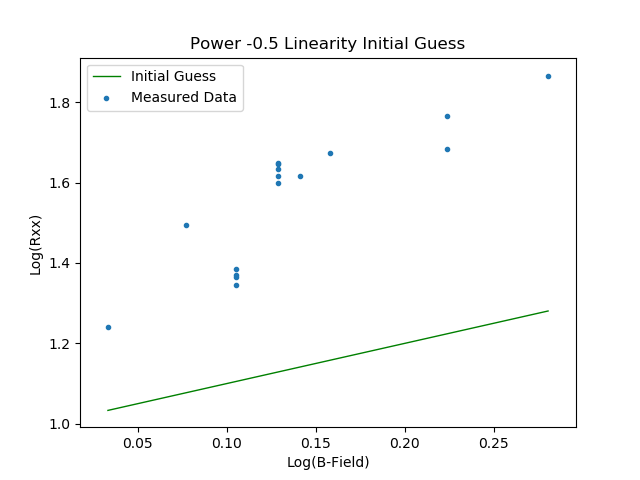 Power -0.5 Linearity Initial Guess
Initial Guess
Measured Data
1.8
1.6
1.4
1.2
1.0
Log(Rxx)
0.05 0.10 0.15 0.20 0.25
Log(B-Field)